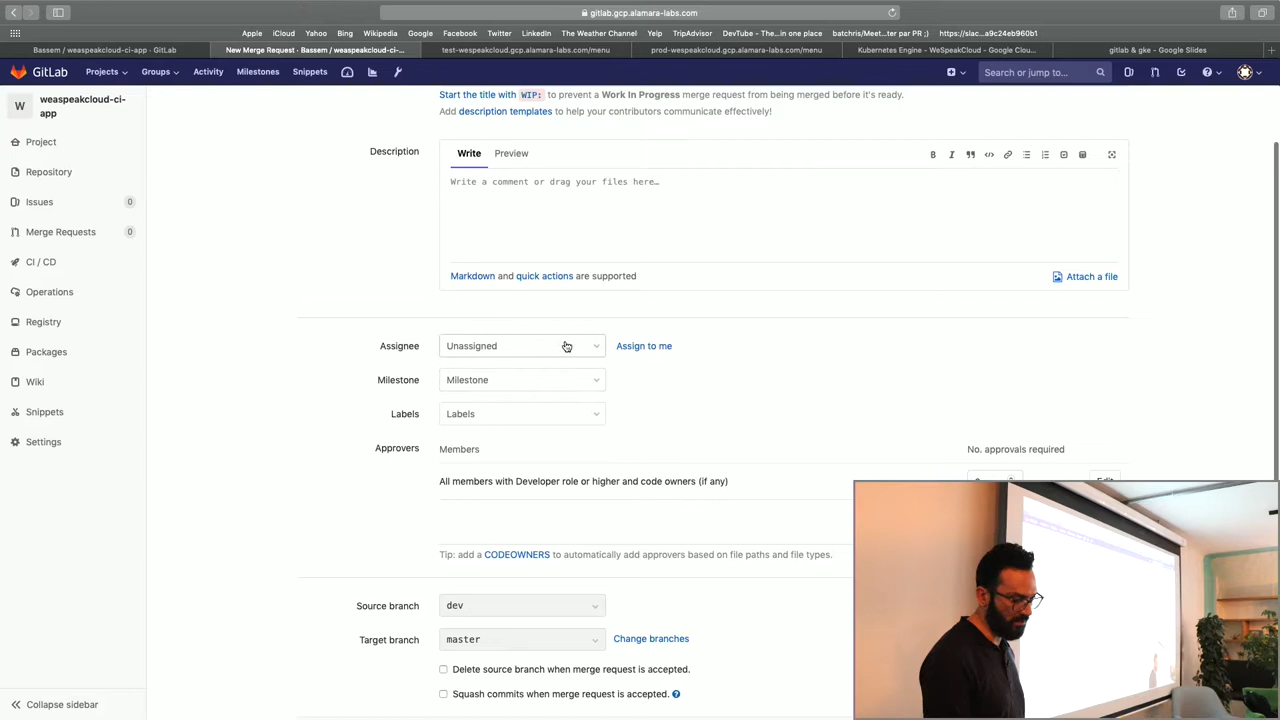 gitlab.gcp.alamara-labs.com
Apple iCloud Yahoo Bing Wikipedia Google Facebook Twitter LinkedIn The Weather Channel Yelp TripAdvisor DevTube - The...in one place batchris/Meet...ter par PR ;) https://slac...a9c24eb960b1
Bassem / weaspeakcloud-ci-app · GitLab
New Merge Request · Bassem / weaspeakcloud-ci-...
test-wespeakcloud.gcp.alamara-labs.com/menu
prod-wespeakcloud.gcp.alamara-labs.com/menu
Kubernetes Engine - WeSpeakCloud - Google Clou...
gitlab & gke - Google Slides
GitLab Projects Groups Activity Milestones Snippets Search or jump to...
W weaspeakcloud-ci-
app
Project
Repository
Issues 0
Merge Requests 0
CI / CD
Operations
Registry
Packages
Wiki
Snippets
Settings
Collapse sidebar
Start the title with WIP: to prevent a Work In Progress merge request from being merged before it's ready.
Add description templates to help your contributors communicate effectively!
Description Write Preview
Write a comment or drag your files here…
Markdown and quick actions are supported Attach a file
Assignee Unassigned Assign to me
Milestone Milestone
Labels Labels
Approvers Members No. approvals required
All members with Developer role or higher and code owners (if any)
Tip: add a CODEOWNERS to automatically add approvers based on file paths and file types.
Source branch dev
Target branch master Change branches
Delete source branch when merge request is accepted.
Squash commits when merge request is accepted.